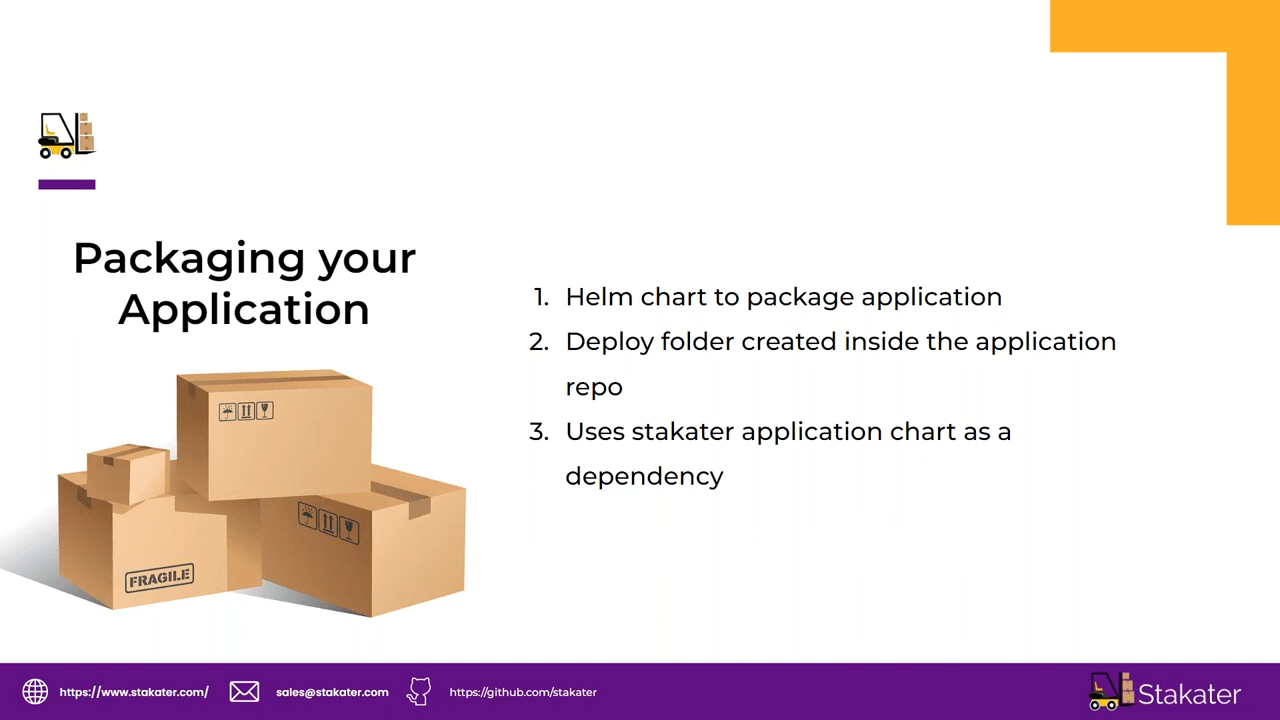 Packaging your
Application
1. Helm chart to package application
2. Deploy folder created inside the application
repo
3. Uses stakater application chart as a
dependency
FRAGILE
https://www.stakater.com/
sales@stakater.com
https://github.com/stakater
Stakater